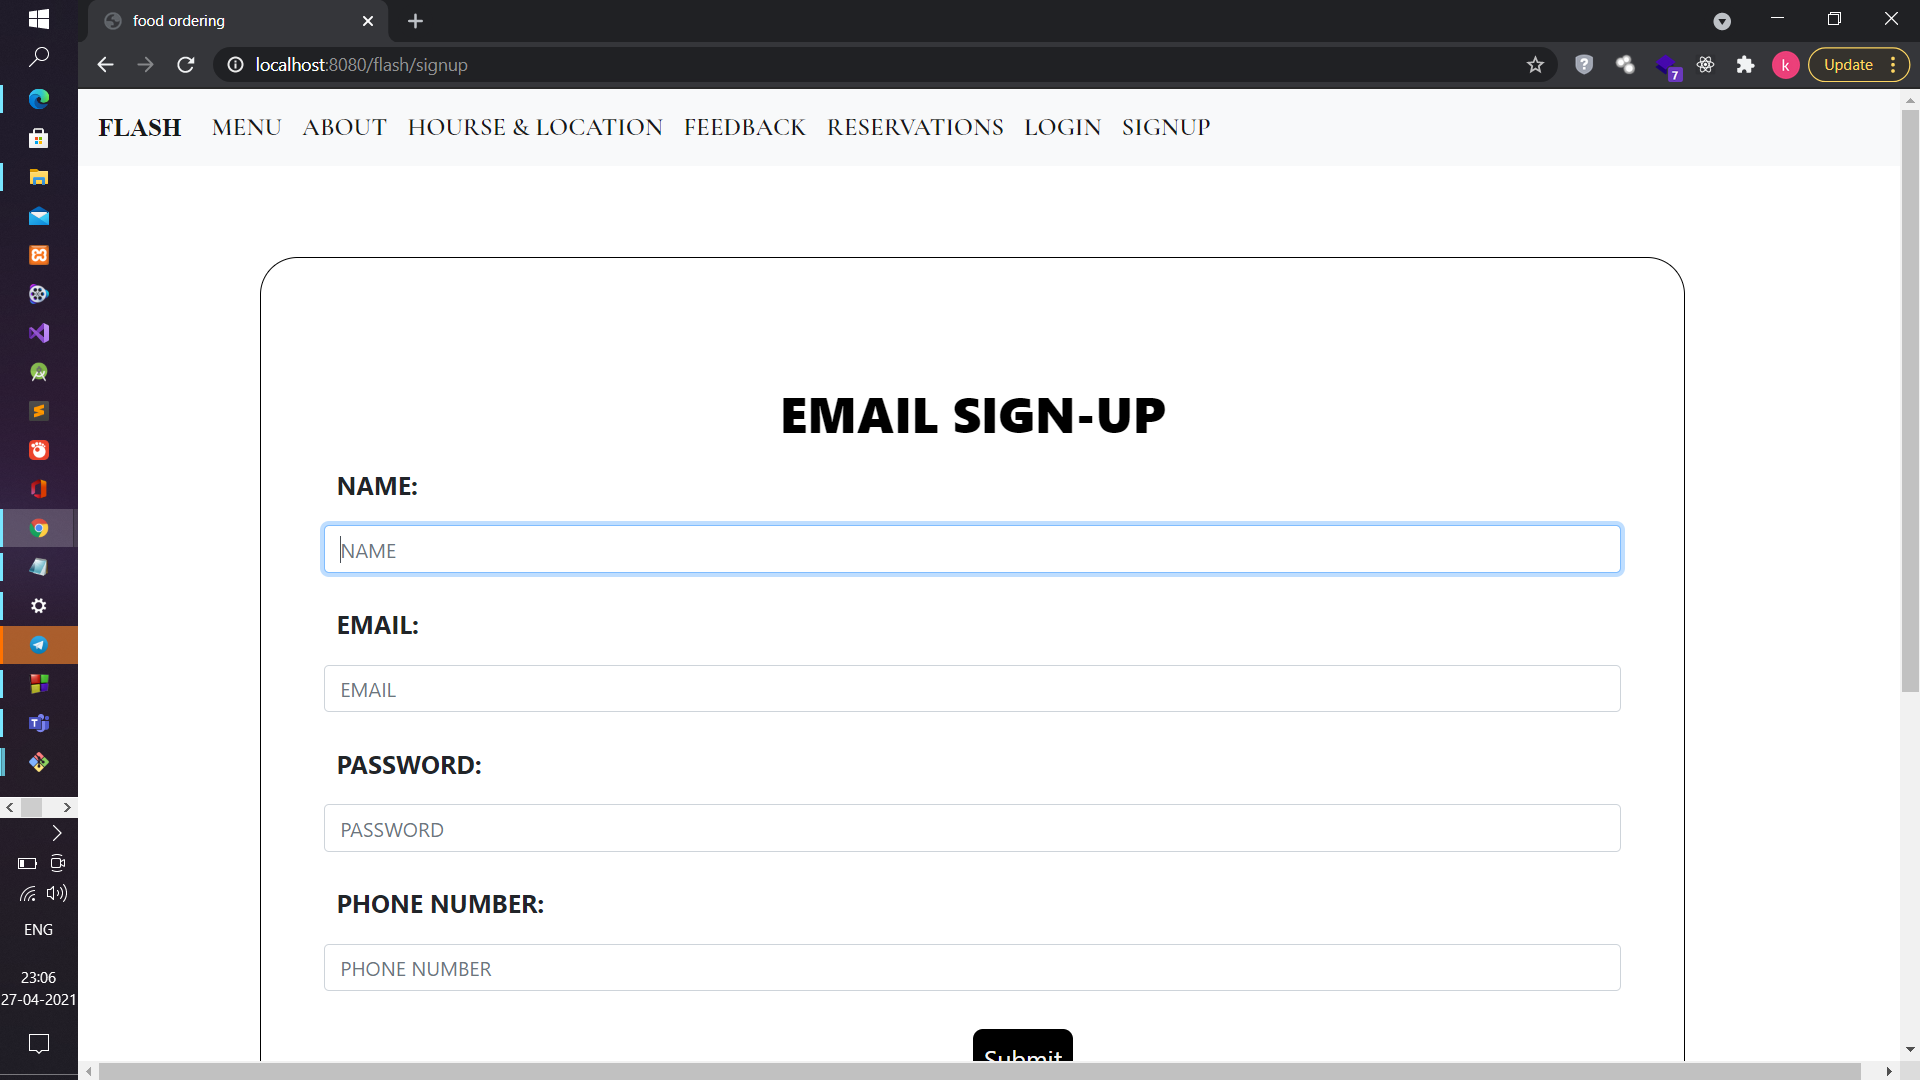 food ordering
localhost:8080/flash/signup
7
k
Update
FLASH MENU ABOUT HOURSE & LOCATION FEEDBACK RESERVATIONS LOGIN SIGNUP
EMAIL SIGN-UP
NAME:
NAME
EMAIL:
EMAIL
PASSWORD:
PASSWORD
PHONE NUMBER:
PHONE NUMBER
Submit
ENG
23:06
27-04-2021